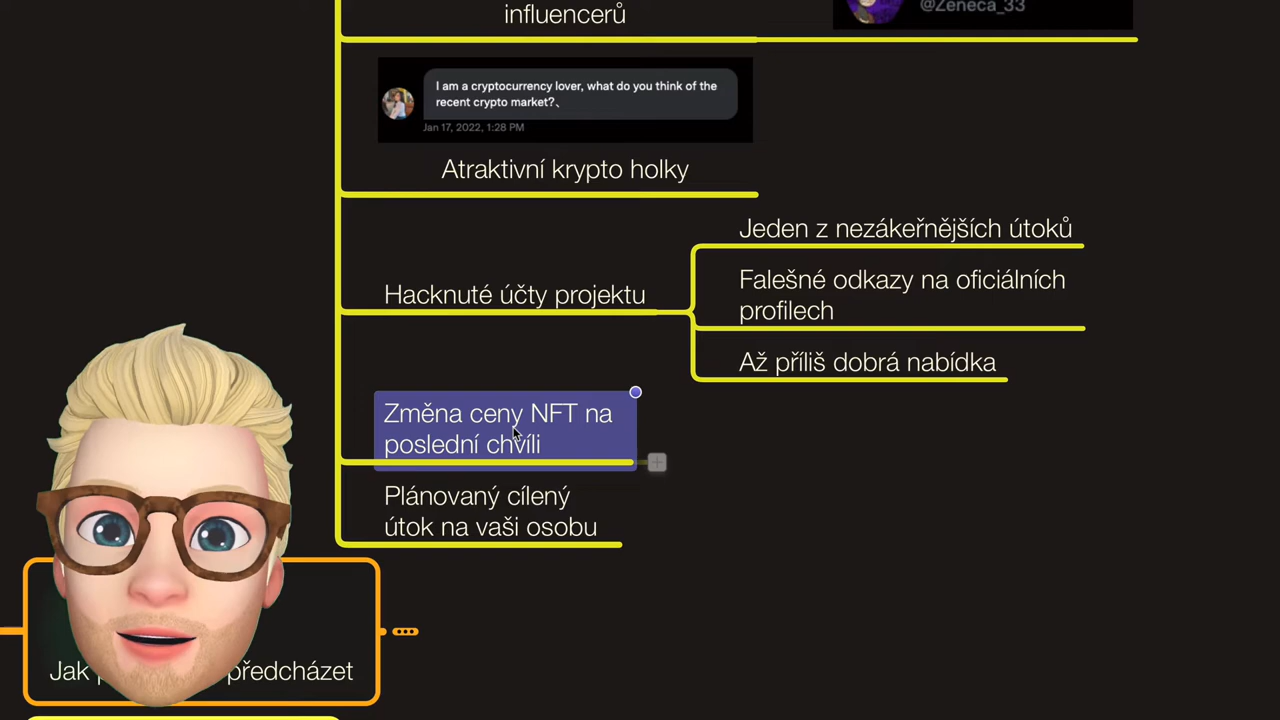 influencerů
@Zeneca_33
I am a cryptocurrency lover, what do you think of the
recent crypto market?、
Jan 17, 2022, 1:28 PM
Atraktivní krypto holky
Hacknuté účty projektu
Jeden z nezákeřnějších útoků
Falešné odkazy na oficiálních
profilech
Až příliš dobrá nabídka
Změna ceny NFT na
poslední chvíli
Plánovaný cílený
útok na vaši osobu
Jak
předcházet